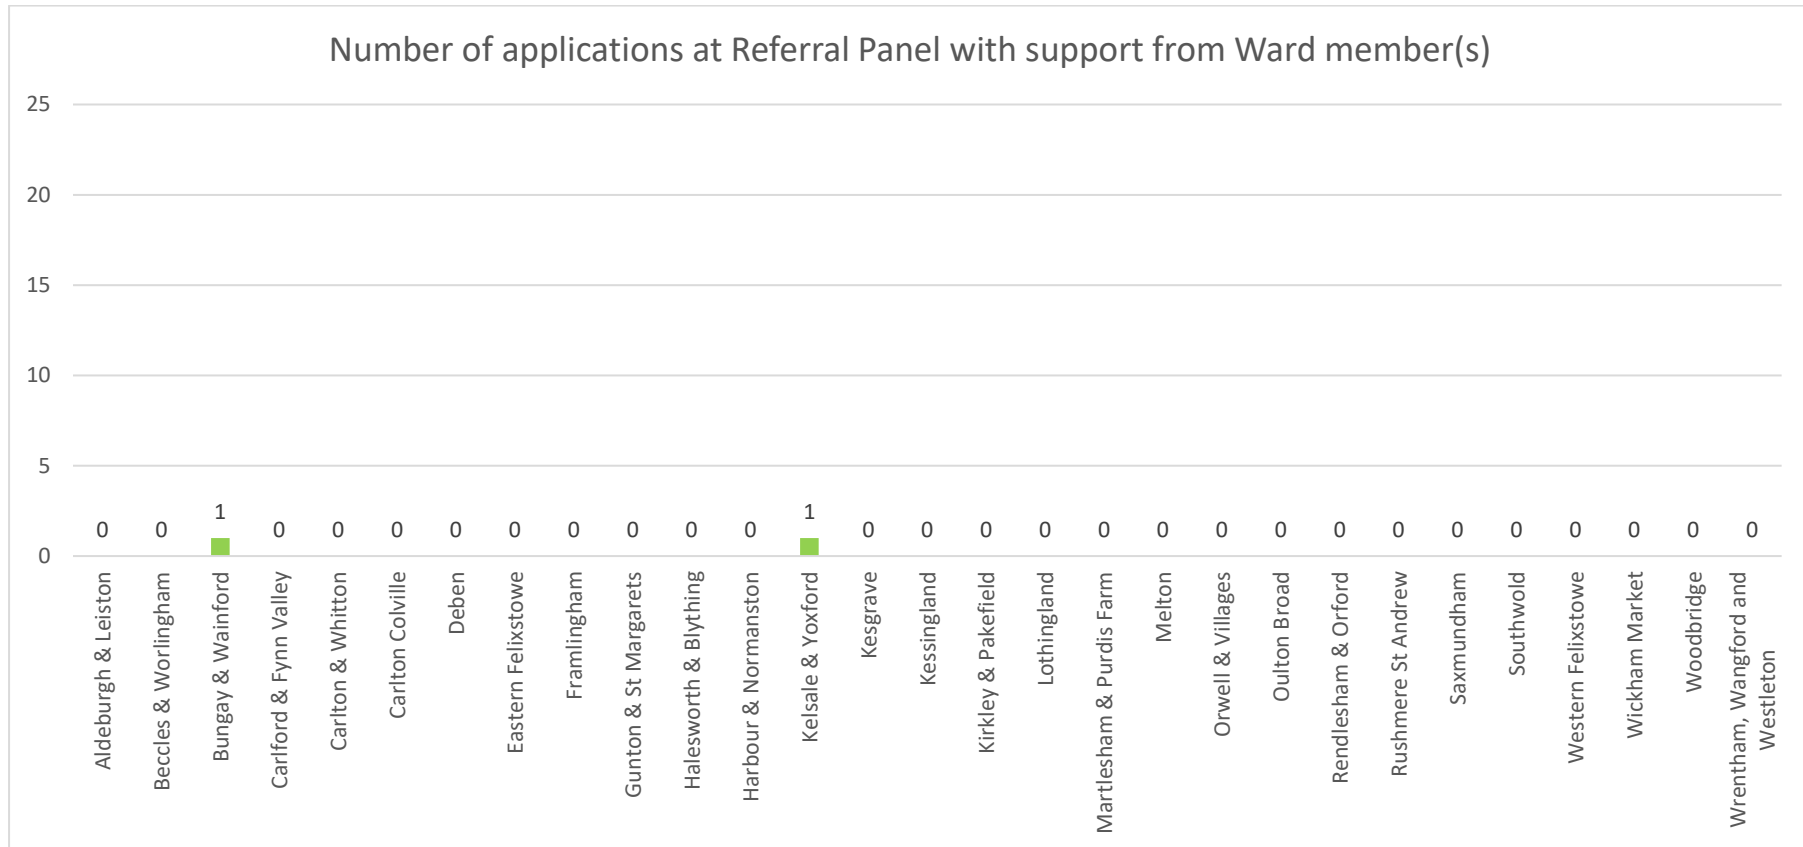 Number of applications at Referral Panel with support from Ward member(s)
25
20
15
10
5
0
0 0 1 0 0 0 0 0 0 0 0 0 1 0 0 0 0 0 0 0 0 0 0 0 0 0 0 0 0
Aldeburgh & Leiston
Beccles & Worlingham
Bungay & Wainford
Carlford & Fynn Valley
Carlton & Whitton
Carlton Colville
Deben
Eastern Felixstowe
Framlingham
Gunton & St Margarets
Halesworth & Blything
Harbour & Normanston
Kelsale & Yoxford
Kesgrave
Kessingland
Kirkley & Pakefield
Lothingland
Martlesham & Purdis Farm
Melton
Orwell & Villages
Oulton Broad
Rendlesham & Orford
Rushmere St Andrew
Saxmundham
Southwold
Western Felixstowe
Wickham Market
Woodbridge
Wrentham, Wangford and
Westleton